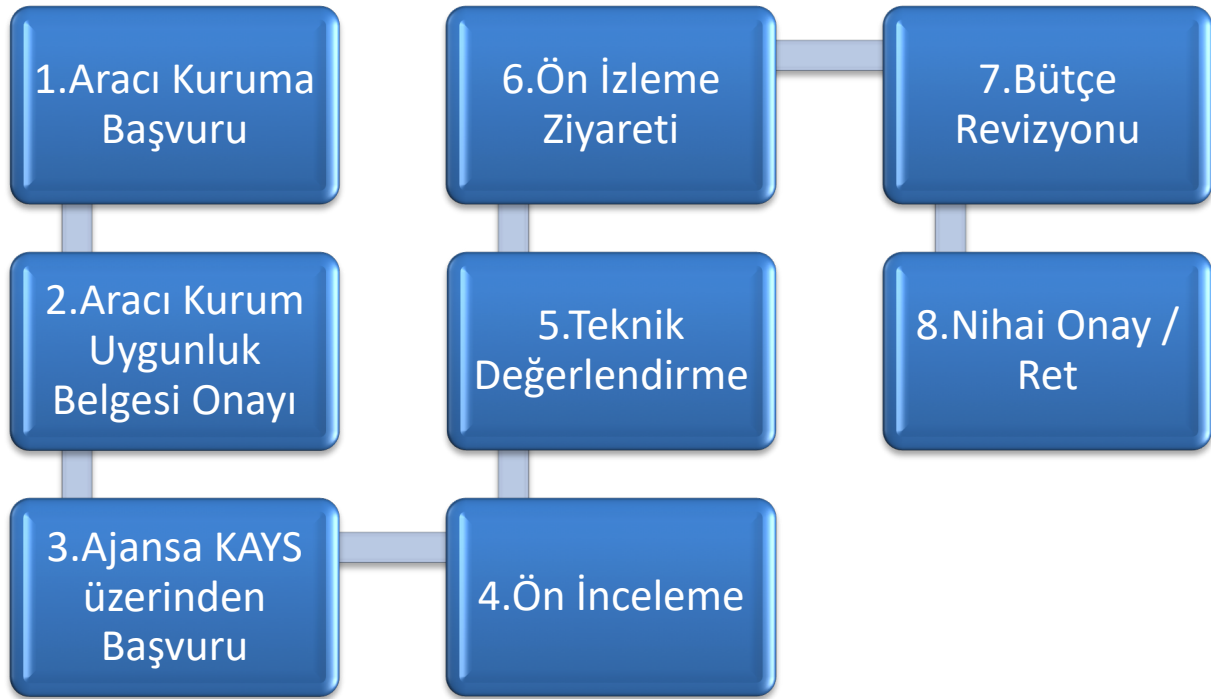 1.Aracı Kuruma
Başvuru
2.Aracı Kurum
Uygunluk
Belgesi Onayı
3.Ajansa KAYS
üzerinden
Başvuru
4.Ön İnceleme
5.Teknik
Değerlendirme
6.Ön İzleme
Ziyareti
7.Bütçe
Revizyonu
8.Nihai Onay /
Ret